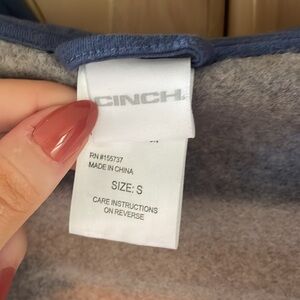 CINCH
RN #155737
MADE IN CHINA
SIZE: S
CARE INSTRUCTIONS
ON REVERSE